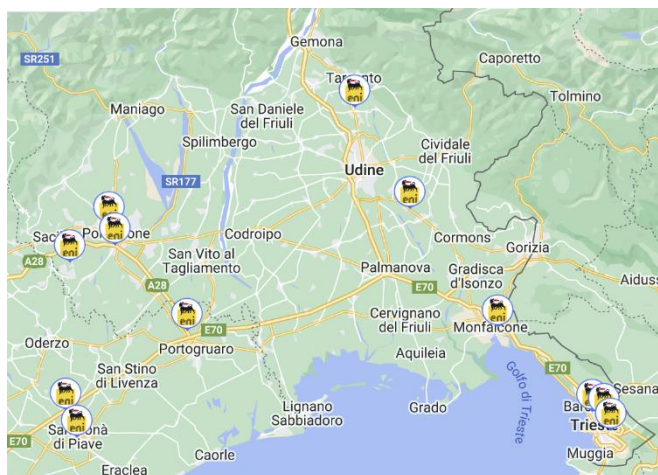 Gemona
Caporetto
SR251
Tolmino
Maniago
San Daniele
del Friuli
Spilimbergo
Cividale
del Friuli
Udine
SR177
Codroipo
San Vito al
Tagliamento
Cormons
Gorizia
A28
Palmanova
Gradisca
d'Isonzo
Aiduss
A28
E70
Cervignano
del Friuli
Monfalcone
E70
Oderzo
Portogruaro
Aquileia
San Stino
di Livenza
Golfo di Trieste
E70
Sesana
eni
Lignano
Sabbiadoro
Grado
Trieste
E70
di Piave
Caorle
Muggia
Eraclea